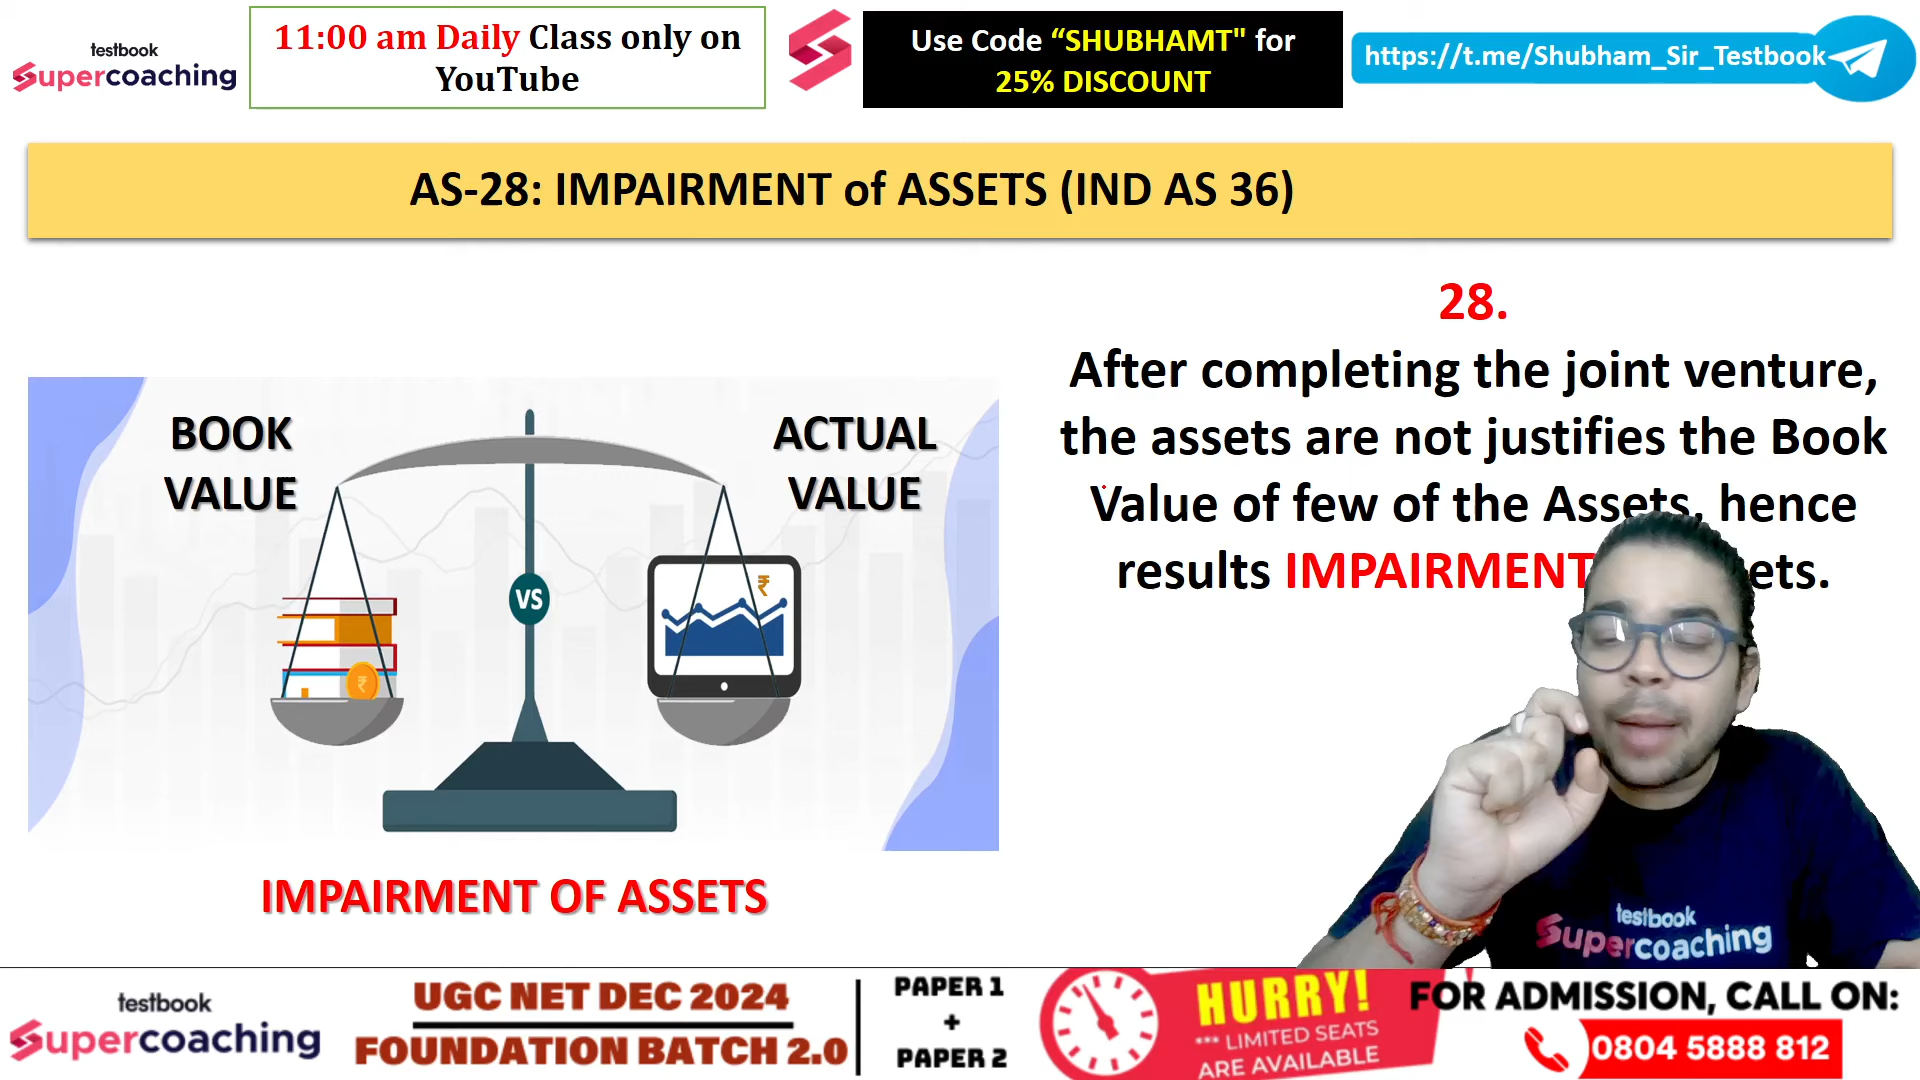 testbook
Supercoaching
11:00 am Daily Class only on
YouTube
Use Code “SHUBHAMT" for
25% DISCOUNT
https://t.me/Shubham_Sir_Testbook
AS-28: IMPAIRMENT of ASSETS (IND AS 36)
BOOK
VALUE
ACTUAL
VALUE
VS
₹
₹
IMPAIRMENT OF ASSETS
28.
After completing the joint venture,
the assets are not justifies the Book
Value of few of the Assets, hence
results IMPAIRMENT
testbook
Supercoaching
testbook
Supercoaching
UGC NET DEC 2024
FOUNDATION BATCH 2.0
PAPER 1
+
PAPER 2
HURRY!
*** LIMITED SEATS
ARE AVAILABLE
FOR ADMISSION, CALL ON:
0804 5888 812